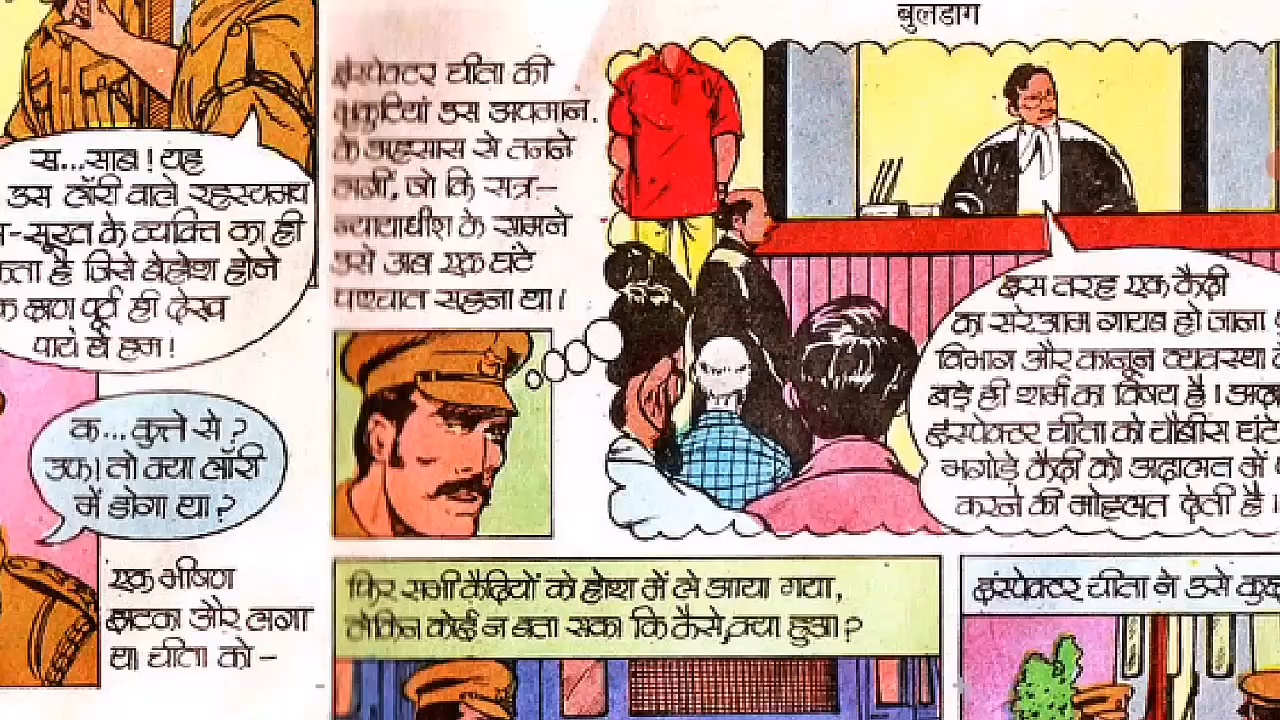 बुलडाग
स...साब! यह
उस लॉरी वाले रहस्यमय
-सूरत के व्यक्ति का ही
है जिसे बेहोश होने
क्षण पूर्व ही देख
पाये थे हम!
क... कुत्ते से?
उफ! तो क्या लॉरी
में डोगा था?
एक भीषण
झटका और लगा
था चीता को-
इंस्पेक्टर चीता की
भृकुटियां उस अपमान
के अहसास से तनने
लगीं, जो कि सत्र-
न्यायाधीश के सामने
उसे अब एक घंटे
पश्चात सहना था।
इस तरह एक कैदी
का सरेआम गायब हो जाना
विभाग और कानून व्यवस्था
बड़े ही शर्म का विषय है।
इंस्पेक्टर चीता को चौबीस घंटे
भगोड़े कैदी को अदालत में
करने की मोहलत देती है।
फिर सभी कैदियों को होश में ले आया गया,
लेकिन कोई न बता सका कि कैसे, क्या हुआ?
इंस्पेक्टर चीता ने उसे